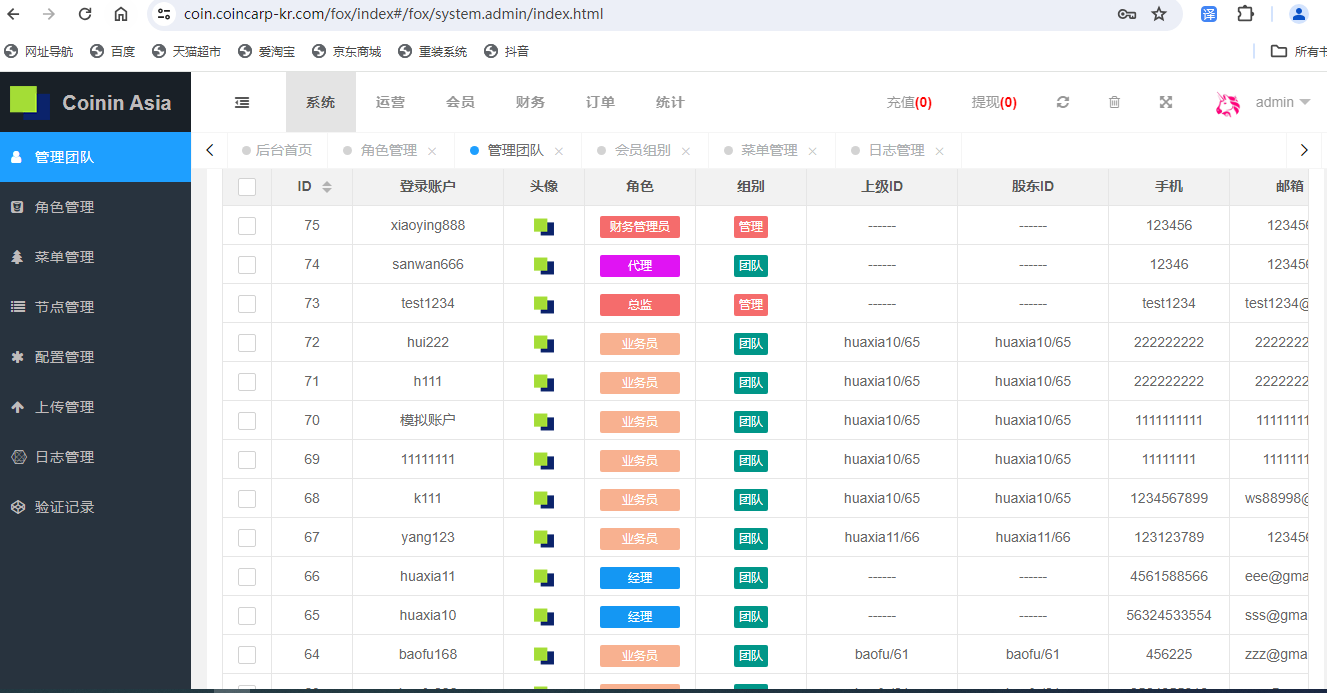 coin.coincarp-kr.com/fox/index#/fox/system.admin/index.html 译
网址导航 百度 天猫超市 爱淘宝 京东商城 重装系统 抖音 所有书
Coinin Asia 系统 运营 会员 财务 订单 统计 充值(0) 提现(0) admin
管理团队 后台首页 角色管理 × 管理团队 × 会员组别 × 菜单管理 × 日志管理 ×
角色管理
菜单管理
节点管理
配置管理
上传管理
日志管理
验证记录
ID 登录账户 头像 角色 组别 上级ID 股东ID 手机 邮箱
75 xiaoying888 财务管理员 管理 ------ ------ 123456 123456
74 sanwan666 代理 团队 ------ ------ 12346 123456
73 test1234 总监 管理 ------ ------ test1234 test1234@
72 hui222 业务员 团队 huaxia10/65 huaxia10/65 222222222 2222222
71 h111 业务员 团队 huaxia10/65 huaxia10/65 222222222 2222222
70 模拟账户 业务员 团队 huaxia10/65 huaxia10/65 1111111111 11111111
69 11111111 业务员 团队 huaxia10/65 huaxia10/65 11111111 1111111
68 k111 业务员 团队 huaxia10/65 huaxia10/65 1234567899 ws88998@
67 yang123 业务员 团队 huaxia11/66 huaxia11/66 123123789 123456
66 huaxia11 经理 团队 ------ ------ 4561588566 eee@gma
65 huaxia10 经理 团队 ------ ------ 56324533554 sss@gma
64 baofu168 业务员 团队 baofu/61 baofu/61 456225 zzz@gma